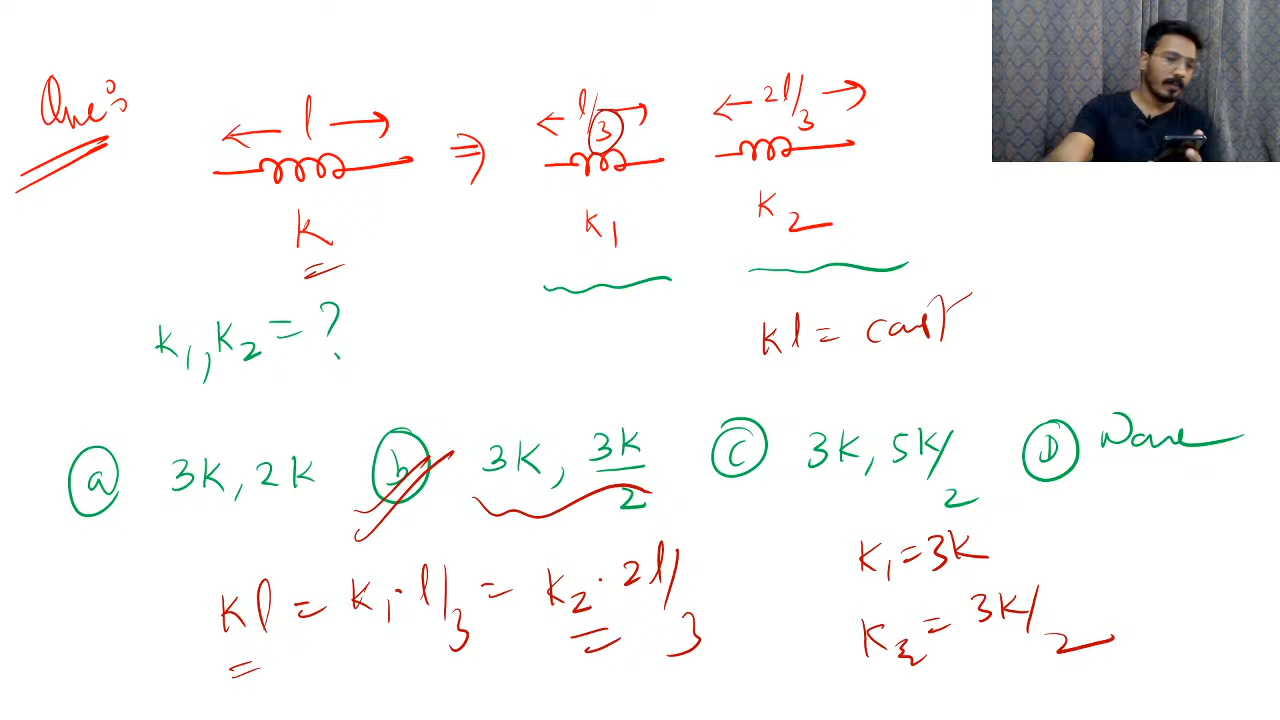 Ques:
l ⇒ l/3 2l/3
k k1 k2
k1, k2 = ?
kl = const
(a) 3k, 2k (b) 3k, 3k/2 (c) 3k, 5k/2 (D) None
kl = k1 · l/3 = k2 · 2l/3
k1 = 3k
k2 = 3k/2